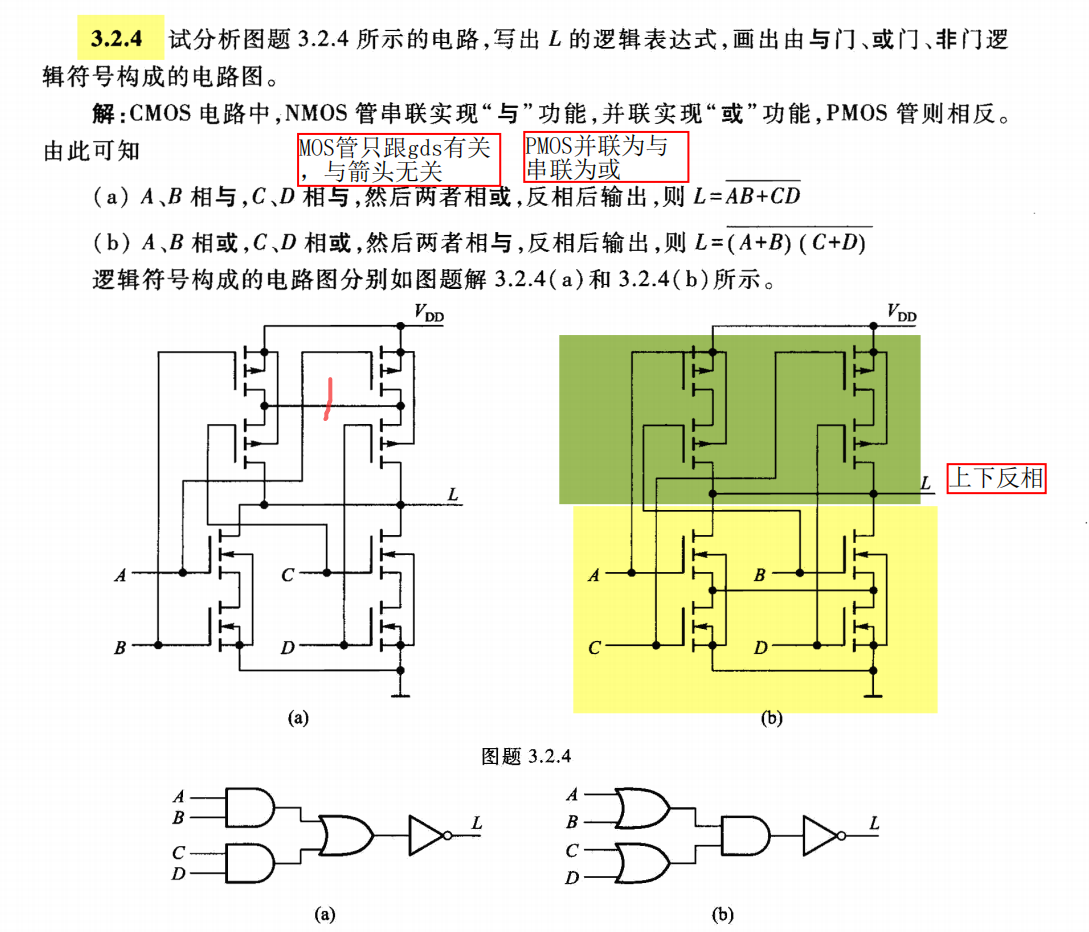 3.2.4 试分析图题 3.2.4 所示的电路,写出 L 的逻辑表达式,画出由与门、或门、非门逻
辑符号构成的电路图。
解:CMOS 电路中,NMOS 管串联实现“与”功能,并联实现“或”功能,PMOS 管则相反。
由此可知
MOS管只跟gds有关
,与箭头无关
PMOS并联为与
串联为或
(a) A、B 相与,C、D 相与,然后两者相或,反相后输出,则 L=\overline{AB+CD}
(b) A、B 相或,C、D 相或,然后两者相与,反相后输出,则 L=\overline{(A+B)(C+D)}
逻辑符号构成的电路图分别如图题解 3.2.4(a)和 3.2.4(b)所示。
V_DD
L
A
C
B
D
(a)
V_DD
L
上下反相
A
B
C
D
(b)
图题 3.2.4
A
B
C
D
L
(a)
A
B
C
D
L
(b)